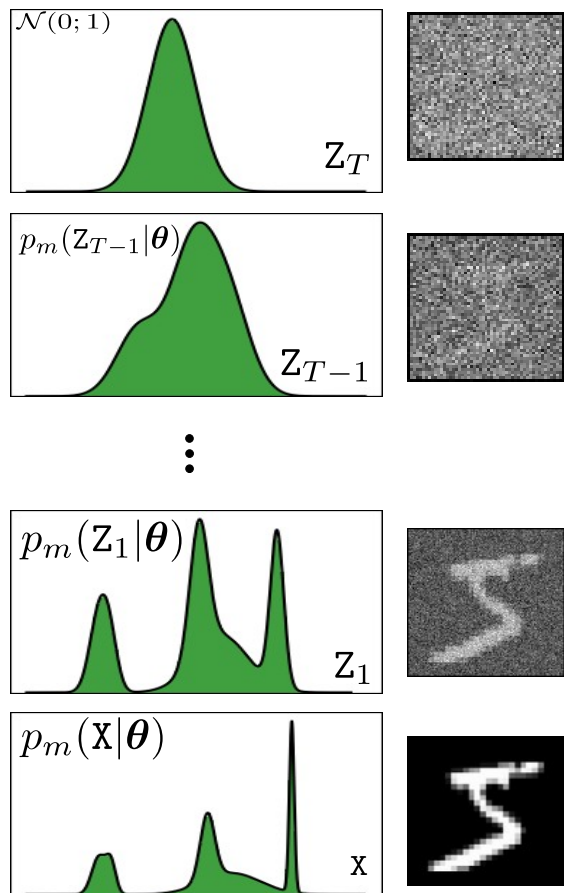 𝒩(0; 1)
Z_T
p_m(Z_{T−1}|θ)
Z_{T−1}
⋮
p_m(Z_1|θ)
Z_1
p_m(X|θ)
X